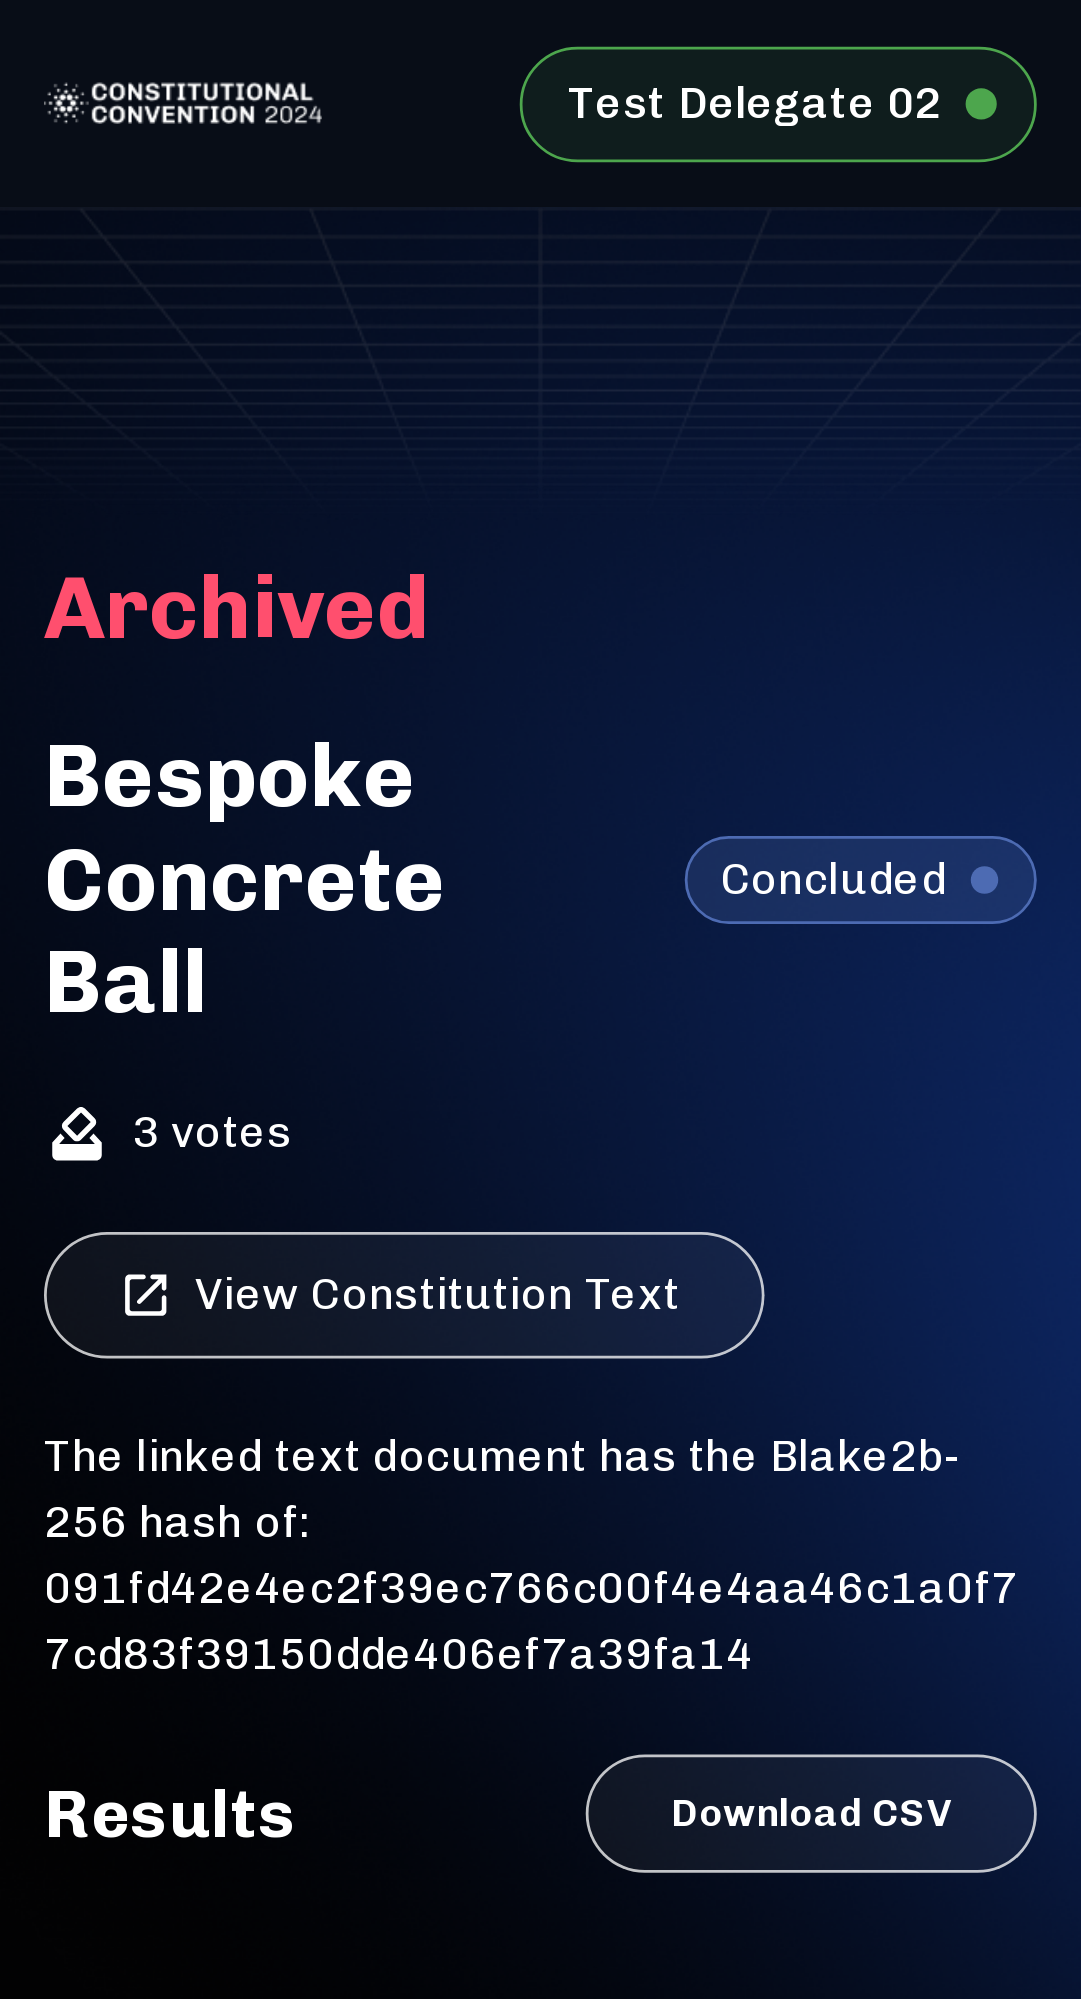 CONSTITUTIONAL
CONVENTION 2024
Test Delegate 02
Archived
Bespoke
Concrete
Ball
Concluded
3 votes
View Constitution Text
The linked text document has the Blake2b-
256 hash of:
091fd42e4ec2f39ec766c00f4e4aa46c1a0f7
7cd83f39150dde406ef7a39fa14
Results
Download CSV